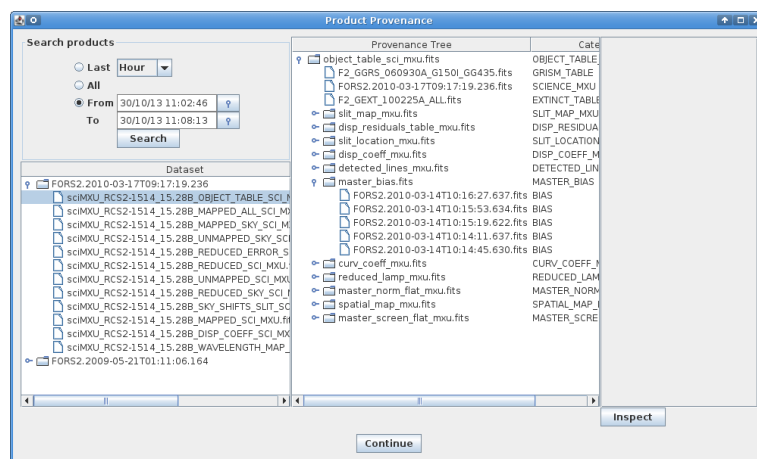 Product Provenance
Search products
Last Hour
All
From 30/10/13 11:02:46
To 30/10/13 11:08:13
Search
Dataset
FORS2.2010-03-17T09:17:19.236
sciMXU_RCS2-1514_15.28B_OBJECT_TABLE_SCI_M
sciMXU_RCS2-1514_15.28B_MAPPED_ALL_SCI_MX
sciMXU_RCS2-1514_15.28B_MAPPED_SKY_SCI_MX
sciMXU_RCS2-1514_15.28B_UNMAPPED_SKY_SCI
sciMXU_RCS2-1514_15.28B_REDUCED_ERROR_S
sciMXU_RCS2-1514_15.28B_REDUCED_SCI_MXU.
sciMXU_RCS2-1514_15.28B_UNMAPPED_SCI_MXU
sciMXU_RCS2-1514_15.28B_REDUCED_SKY_SCI_
sciMXU_RCS2-1514_15.28B_SKY_SHIFTS_SLIT_SC
sciMXU_RCS2-1514_15.28B_MAPPED_SCI_MXU.fit
sciMXU_RCS2-1514_15.28B_DISP_COEFF_SCI_MX
sciMXU_RCS2-1514_15.28B_WAVELENGTH_MAP_
FORS2.2009-05-21T01:11:06.164
Provenance Tree Cate
object_table_sci_mxu.fits OBJECT_TABLE_
F2_GGRS_060930A_G150I_GG435.fits GRISM_TABLE
FORS2.2010-03-17T09:17:19.236.fits SCIENCE_MXU
F2_GEXT_100225A_ALL.fits EXTINCT_TABLE
slit_map_mxu.fits SLIT_MAP_MXU
disp_residuals_table_mxu.fits DISP_RESIDUA
slit_location_mxu.fits SLIT_LOCATION
disp_coeff_mxu.fits DISP_COEFF_M
detected_lines_mxu.fits DETECTED_LIN
master_bias.fits MASTER_BIAS
FORS2.2010-03-14T10:16:27.637.fits BIAS
FORS2.2010-03-14T10:15:53.634.fits BIAS
FORS2.2010-03-14T10:15:19.622.fits BIAS
FORS2.2010-03-14T10:14:11.637.fits BIAS
FORS2.2010-03-14T10:14:45.630.fits BIAS
curv_coeff_mxu.fits CURV_COEFF_M
reduced_lamp_mxu.fits REDUCED_LAM
master_norm_flat_mxu.fits MASTER_NORM
spatial_map_mxu.fits SPATIAL_MAP_
master_screen_flat_mxu.fits MASTER_SCRE
Inspect
Continue